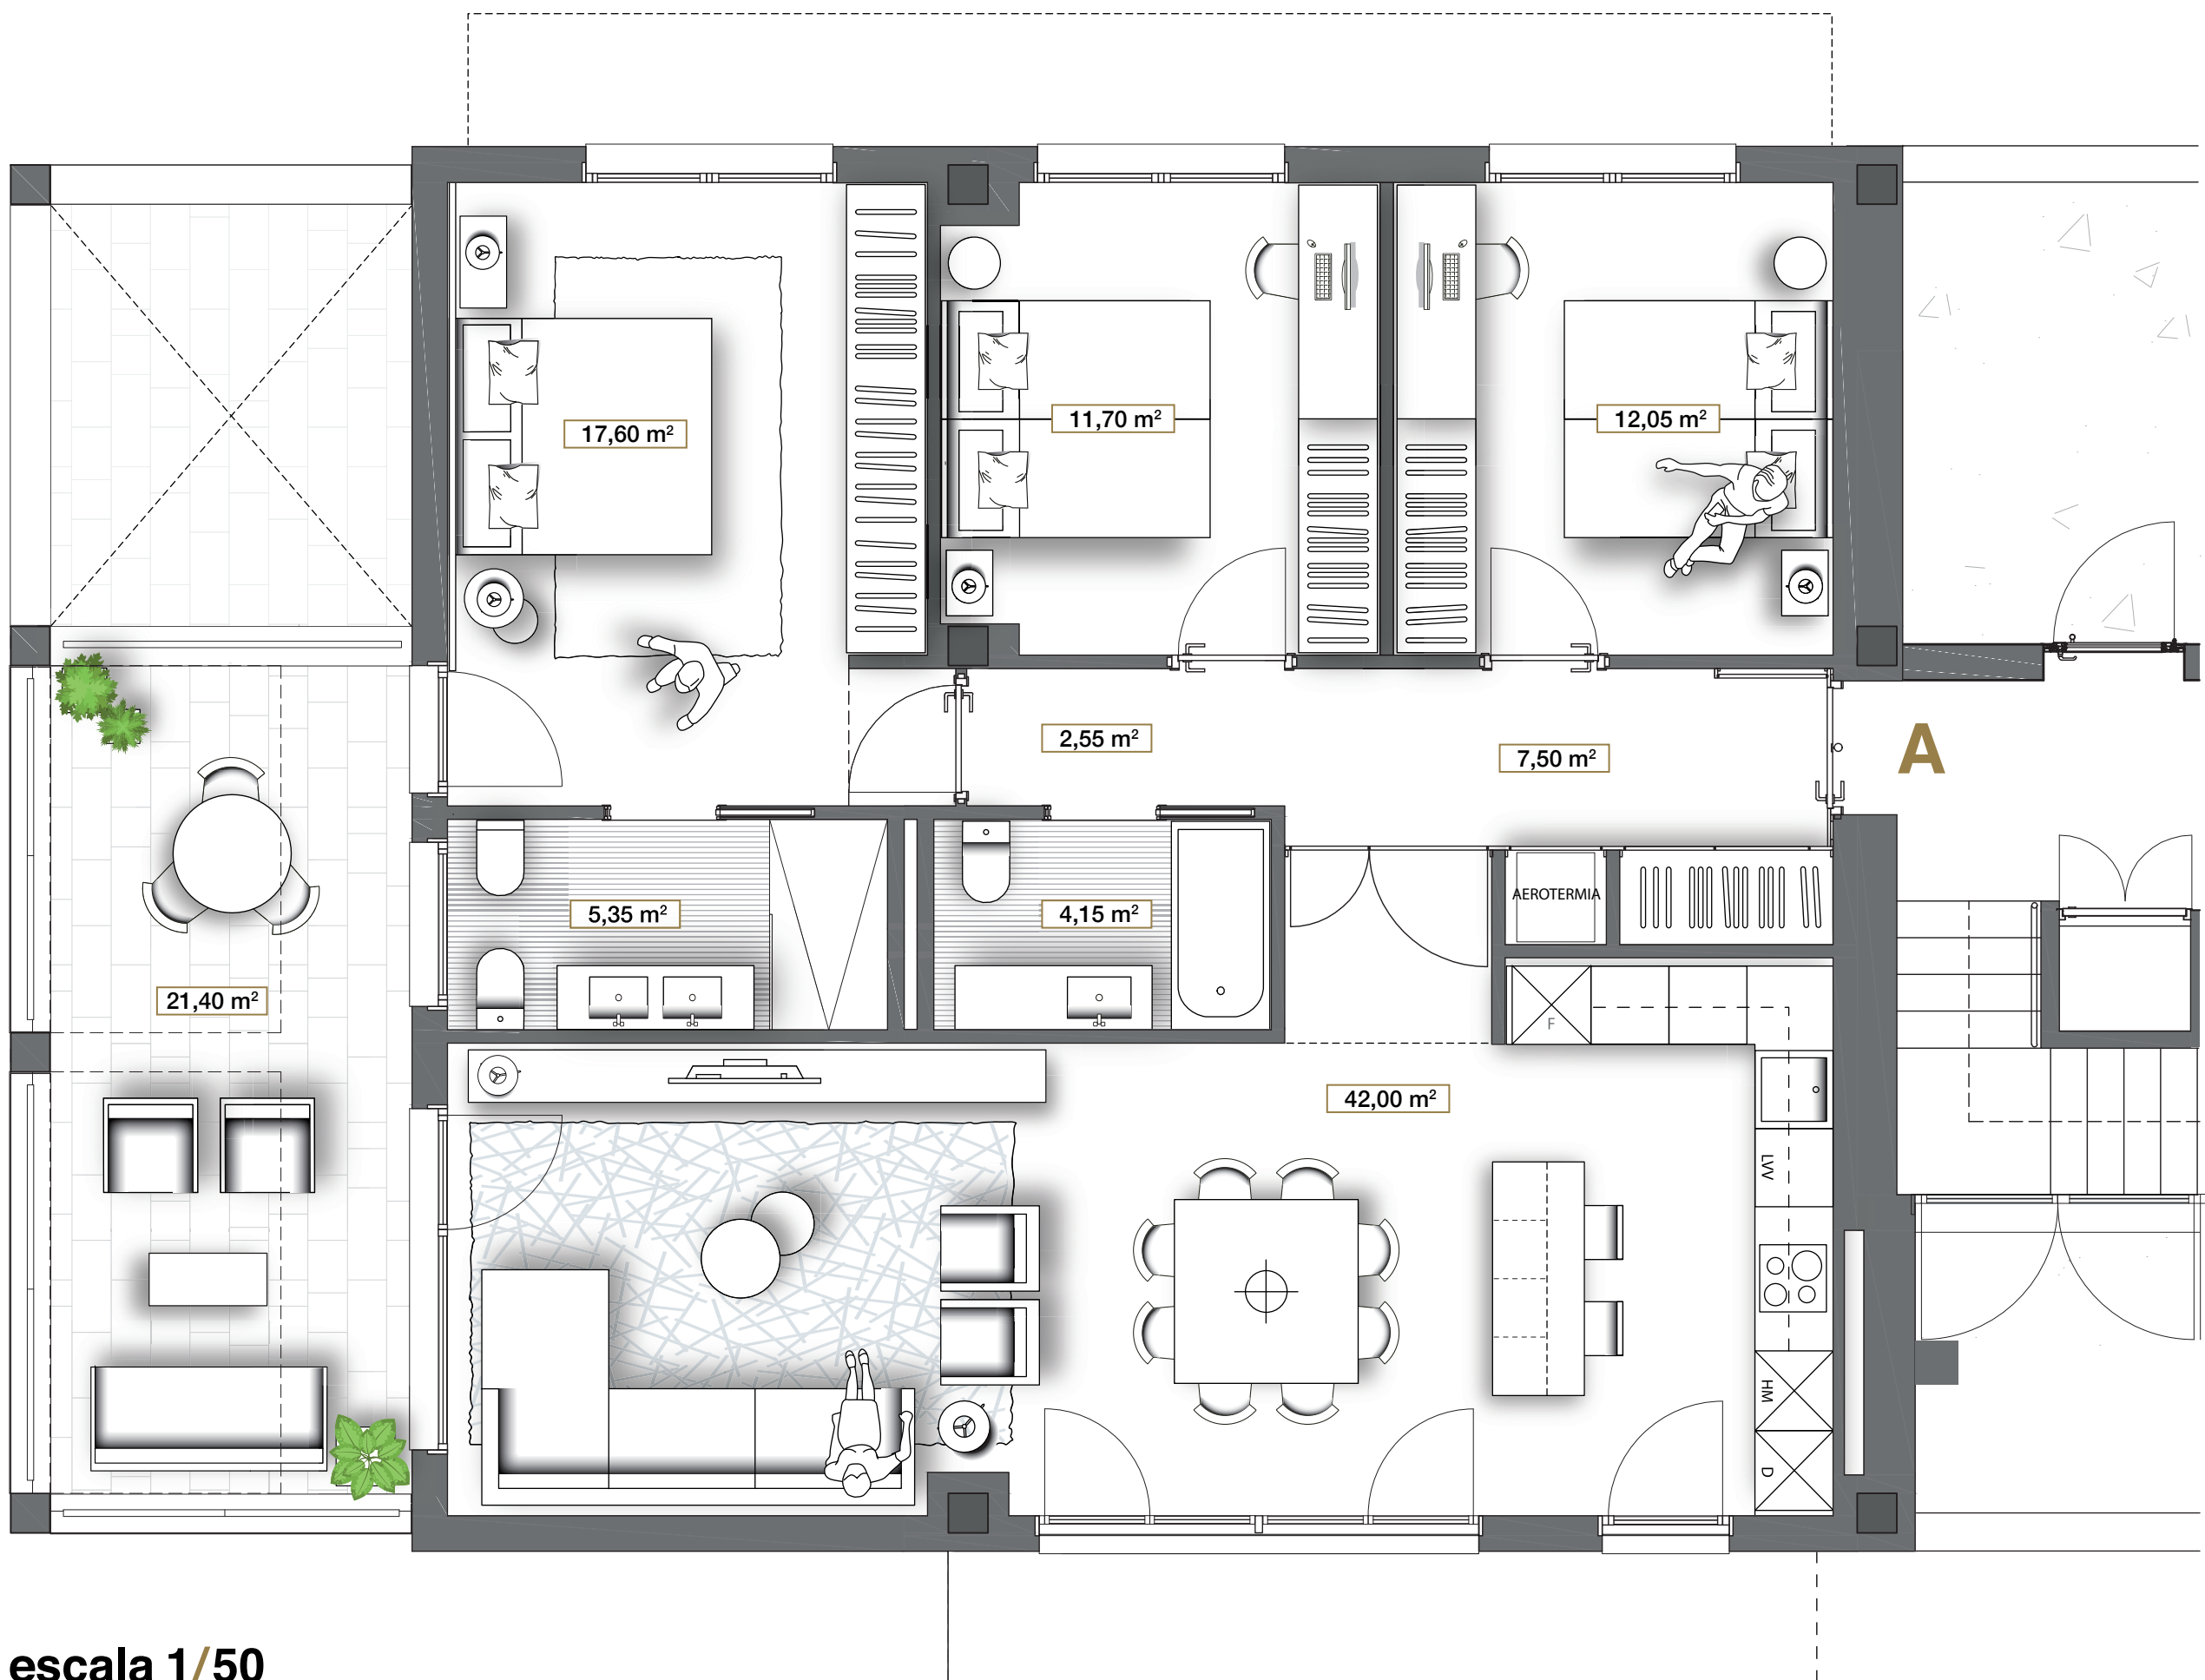 17,60 m²
11,70 m²
12,05 m²
2,55 m²
7,50 m²
A
AEROTERMIA
5,35 m²
4,15 m²
21,40 m²
F
42,00 m²
LVV
HM
D
escala 1/50